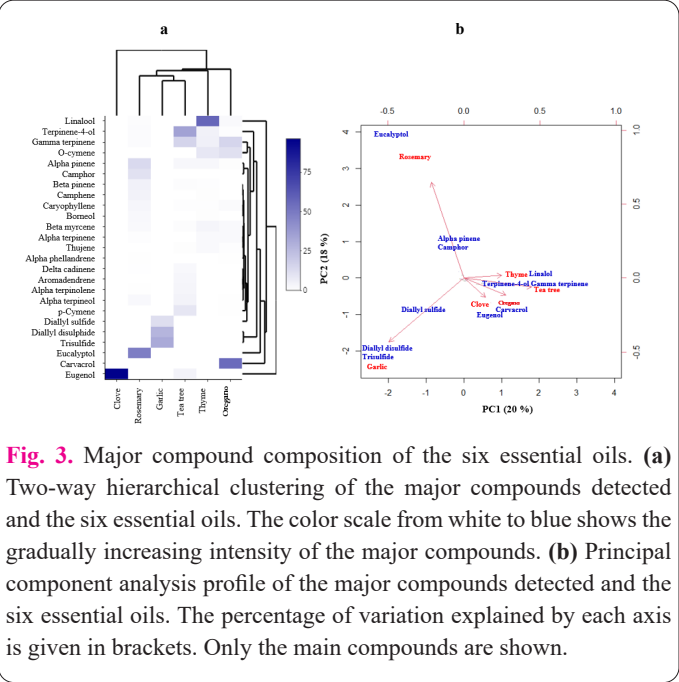 a
b
Linalool
Terpinene-4-ol
Gamma terpinene
O-cymene
Alpha pinene
Camphor
Beta pinene
Camphene
Caryophyllene
Borneol
Beta myrcene
Alpha terpinene
Thujene
Alpha phellandrene
Delta cadinene
Aromadendrene
Alpha terpinolene
Alpha terpineol
p-Cymene
Diallyl sulfide
Diallyl disulphide
Trisulfide
Eucalyptol
Carvacrol
Eugenol
Clove
Rosemary
Garlic
Tea tree
Thyme
Oregano
75
50
25
0
PC2 (18 %)
-0.5 0.0 0.5 1.0
4
3
2
1
0
-1
-2
1.0
0.5
0.0
-0.5
Eucalyptol
Rosemary
Alpha pinene
Camphor
Thyme Linalol
Terpinene-4-ol Gamma terpinene
Tea tree
Clove Oregano
Diallyl sulfide Carvacrol
Eugenol
Diallyl disulfide
Trisulfide
Garlic
-2 -1 0 1 2 3 4
PC1 (20 %)
Fig. 3. Major compound composition of the six essential oils. (a)
Two-way hierarchical clustering of the major compounds detected
and the six essential oils. The color scale from white to blue shows the
gradually increasing intensity of the major compounds. (b) Principal
component analysis profile of the major compounds detected and the
six essential oils. The percentage of variation explained by each axis
is given in brackets. Only the main compounds are shown.